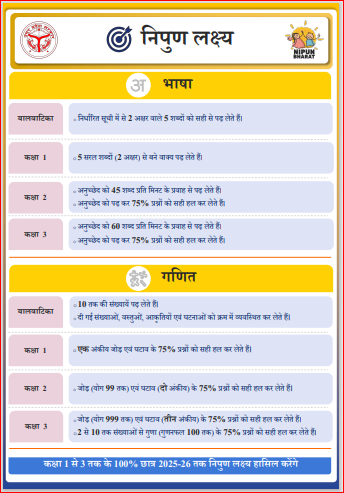 निपुण लक्ष्य
NIPUN
BHARAT
अ भाषा
बालवाटिका
निर्धारित सूची में से 2 अक्षर वाले 5 शब्दों को सही से पढ़ लेते हैं।
कक्षा 1
5 सरल शब्दों (2 अक्षर) से बने वाक्य पढ़ लेते हैं।
कक्षा 2
अनुच्छेद को 45 शब्द प्रति मिनट के प्रवाह से पढ़ लेते हैं।
अनुच्छेद को पढ़ कर 75% प्रश्नों को सही हल कर लेते हैं।
कक्षा 3
अनुच्छेद को 60 शब्द प्रति मिनट के प्रवाह से पढ़ लेते हैं।
अनुच्छेद को पढ़ कर 75% प्रश्नों को सही हल कर लेते हैं।
गणित
बालवाटिका
10 तक की संख्यायें पढ़ लेते हैं।
दी गई संख्याओं, वस्तुओं, आकृतियों एवं घटनाओं को क्रम में व्यवस्थित कर लेते हैं।
कक्षा 1
एक अंकीय जोड़ एवं घटाव के 75% प्रश्नों को सही हल कर लेते हैं।
कक्षा 2
जोड़ (योग 99 तक) एवं घटाव (दो अंकीय) के 75% प्रश्नों को सही हल कर लेते हैं।
कक्षा 3
जोड़ (योग 999 तक) एवं घटाव (तीन अंकीय) के 75% प्रश्नों को सही हल कर लेते हैं।
2 से 10 तक संख्याओं से गुणा (गुणनफल 100 तक) के 75% प्रश्नों को सही हल कर लेते हैं।
कक्षा 1 से 3 तक के 100% छात्र 2025-26 तक निपुण लक्ष्य हासिल करेंगे